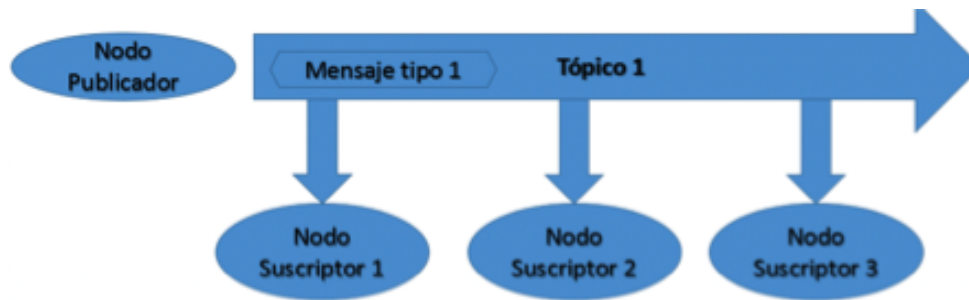 Nodo
Publicador
Mensaje tipo 1
Tópico 1
Nodo
Suscriptor 1
Nodo
Suscriptor 2
Nodo
Suscriptor 3